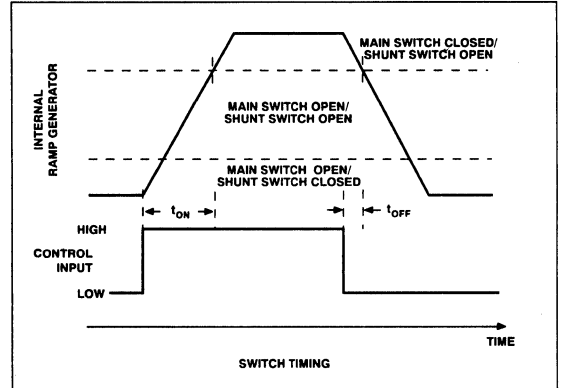 MAIN SWITCH CLOSED/
SHUNT SWITCH OPEN
INTERNAL
RAMP GENERATOR
MAIN SWITCH OPEN/
SHUNT SWITCH OPEN
MAIN SWITCH OPEN/
SHUNT SWITCH CLOSED
tON
tOFF
HIGH
CONTROL
INPUT
LOW
TIME
SWITCH TIMING